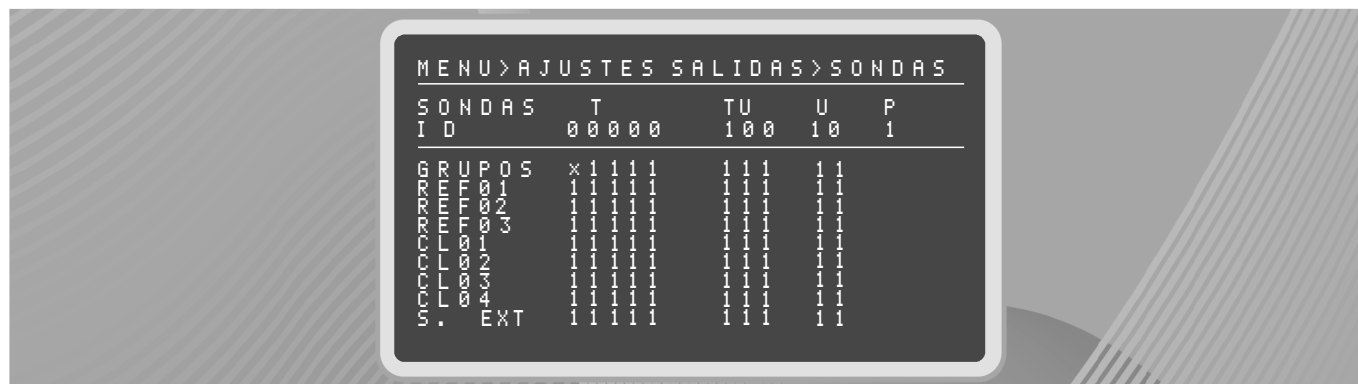 MENU>AJUSTES SALIDAS>SONDAS
SONDAS T TU U P
ID 00000 100 10 1
GRUPOS x1111 111 11
REF01 11111 111 11
REF02 11111 111 11
REF03 11111 111 11
CL01 11111 111 11
CL02 11111 111 11
CL03 11111 111 11
CL04 11111 111 11
S. EXT 11111 111 11